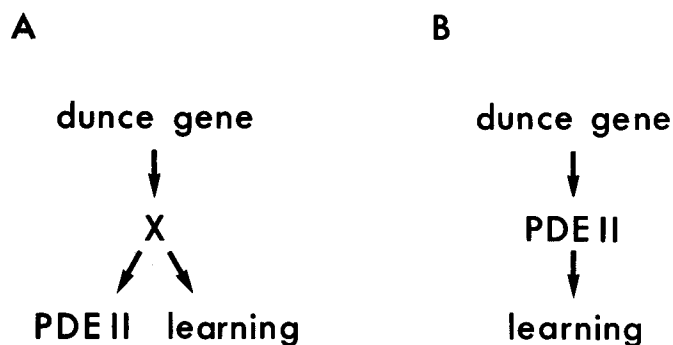 A
dunce gene
X
PDE II learning
B
dunce gene
PDE II
learning